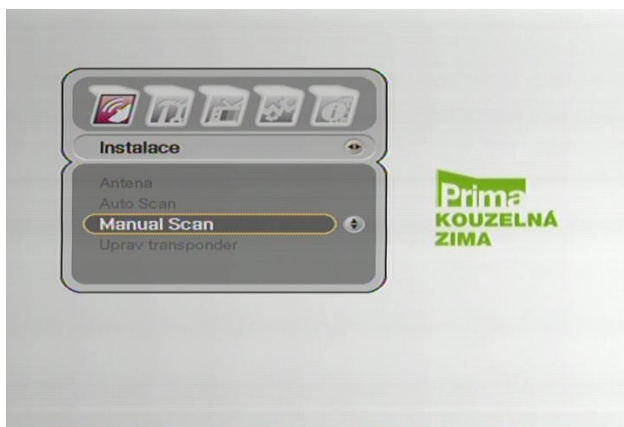 Instalace
Antena
Auto Scan
Manual Scan
Uprav transponder
Prima
KOUZELNÁ
ZIMA